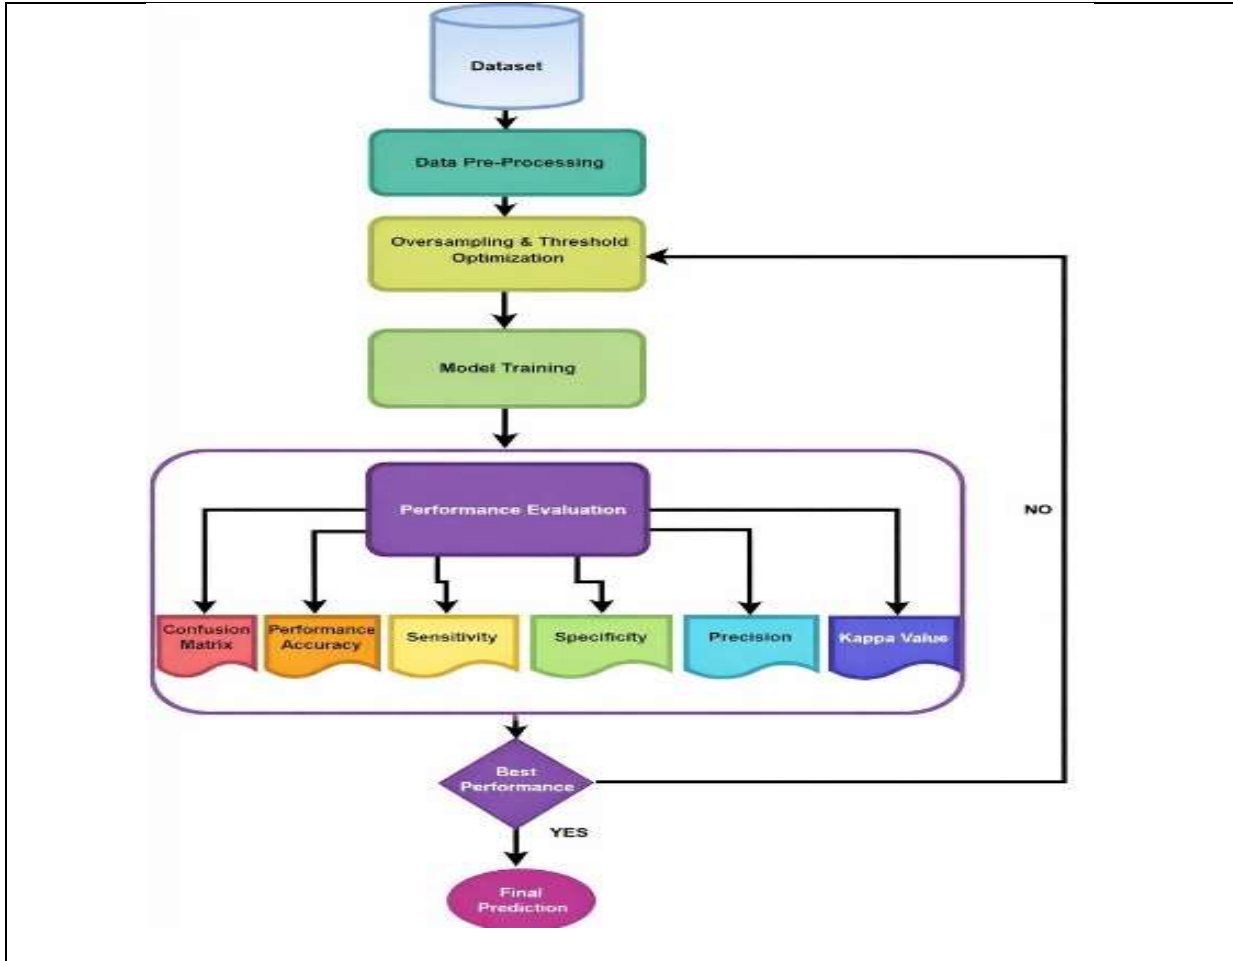 Dataset
Data Pre-Processing
Oversampling & Threshold
Optimization
Model Training
Performance Evaluation
NO
Confusion
Matrix
Performance
Accuracy
Sensitivity
Specificity
Precision
Kappa Value
Best
Performance
YES
Final
Prediction